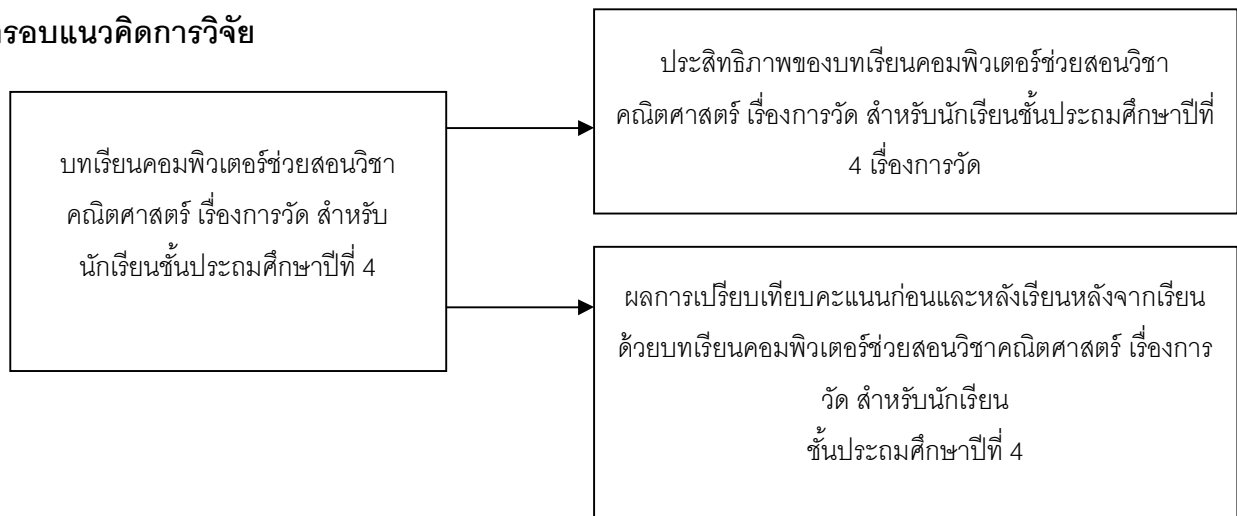 กรอบแนวคิดการวิจัย
บทเรียนคอมพิวเตอร์ช่วยสอนวิชา
คณิตศาสตร์ เรื่องการวัด สำหรับ
นักเรียนชั้นประถมศึกษาปีที่ 4
ประสิทธิภาพของบทเรียนคอมพิวเตอร์ช่วยสอนวิชา
คณิตศาสตร์ เรื่องการวัด สำหรับนักเรียนชั้นประถมศึกษาปีที่
4 เรื่องการวัด
ผลการเปรียบเทียบคะแนนก่อนและหลังเรียนหลังจากเรียน
ด้วยบทเรียนคอมพิวเตอร์ช่วยสอนวิชาคณิตศาสตร์ เรื่องการ
วัด สำหรับนักเรียน
ชั้นประถมศึกษาปีที่ 4